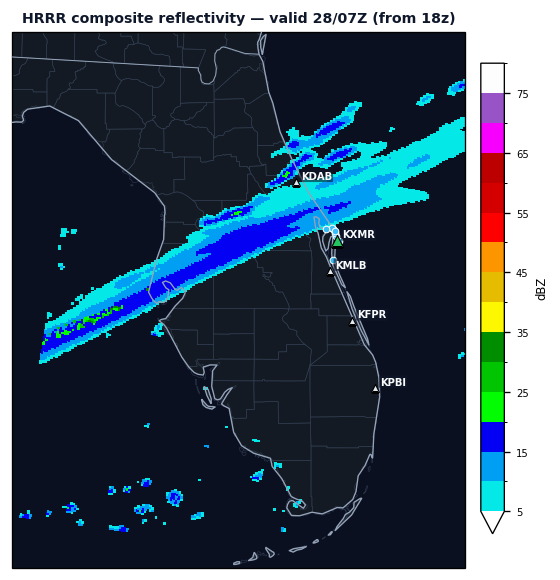 HRRR composite reflectivity — valid 28/07Z (from 18z)
KDAB
KXMR
KMLB
KFPR
KPBI
75
65
55
45
35
25
15
5
dBZ